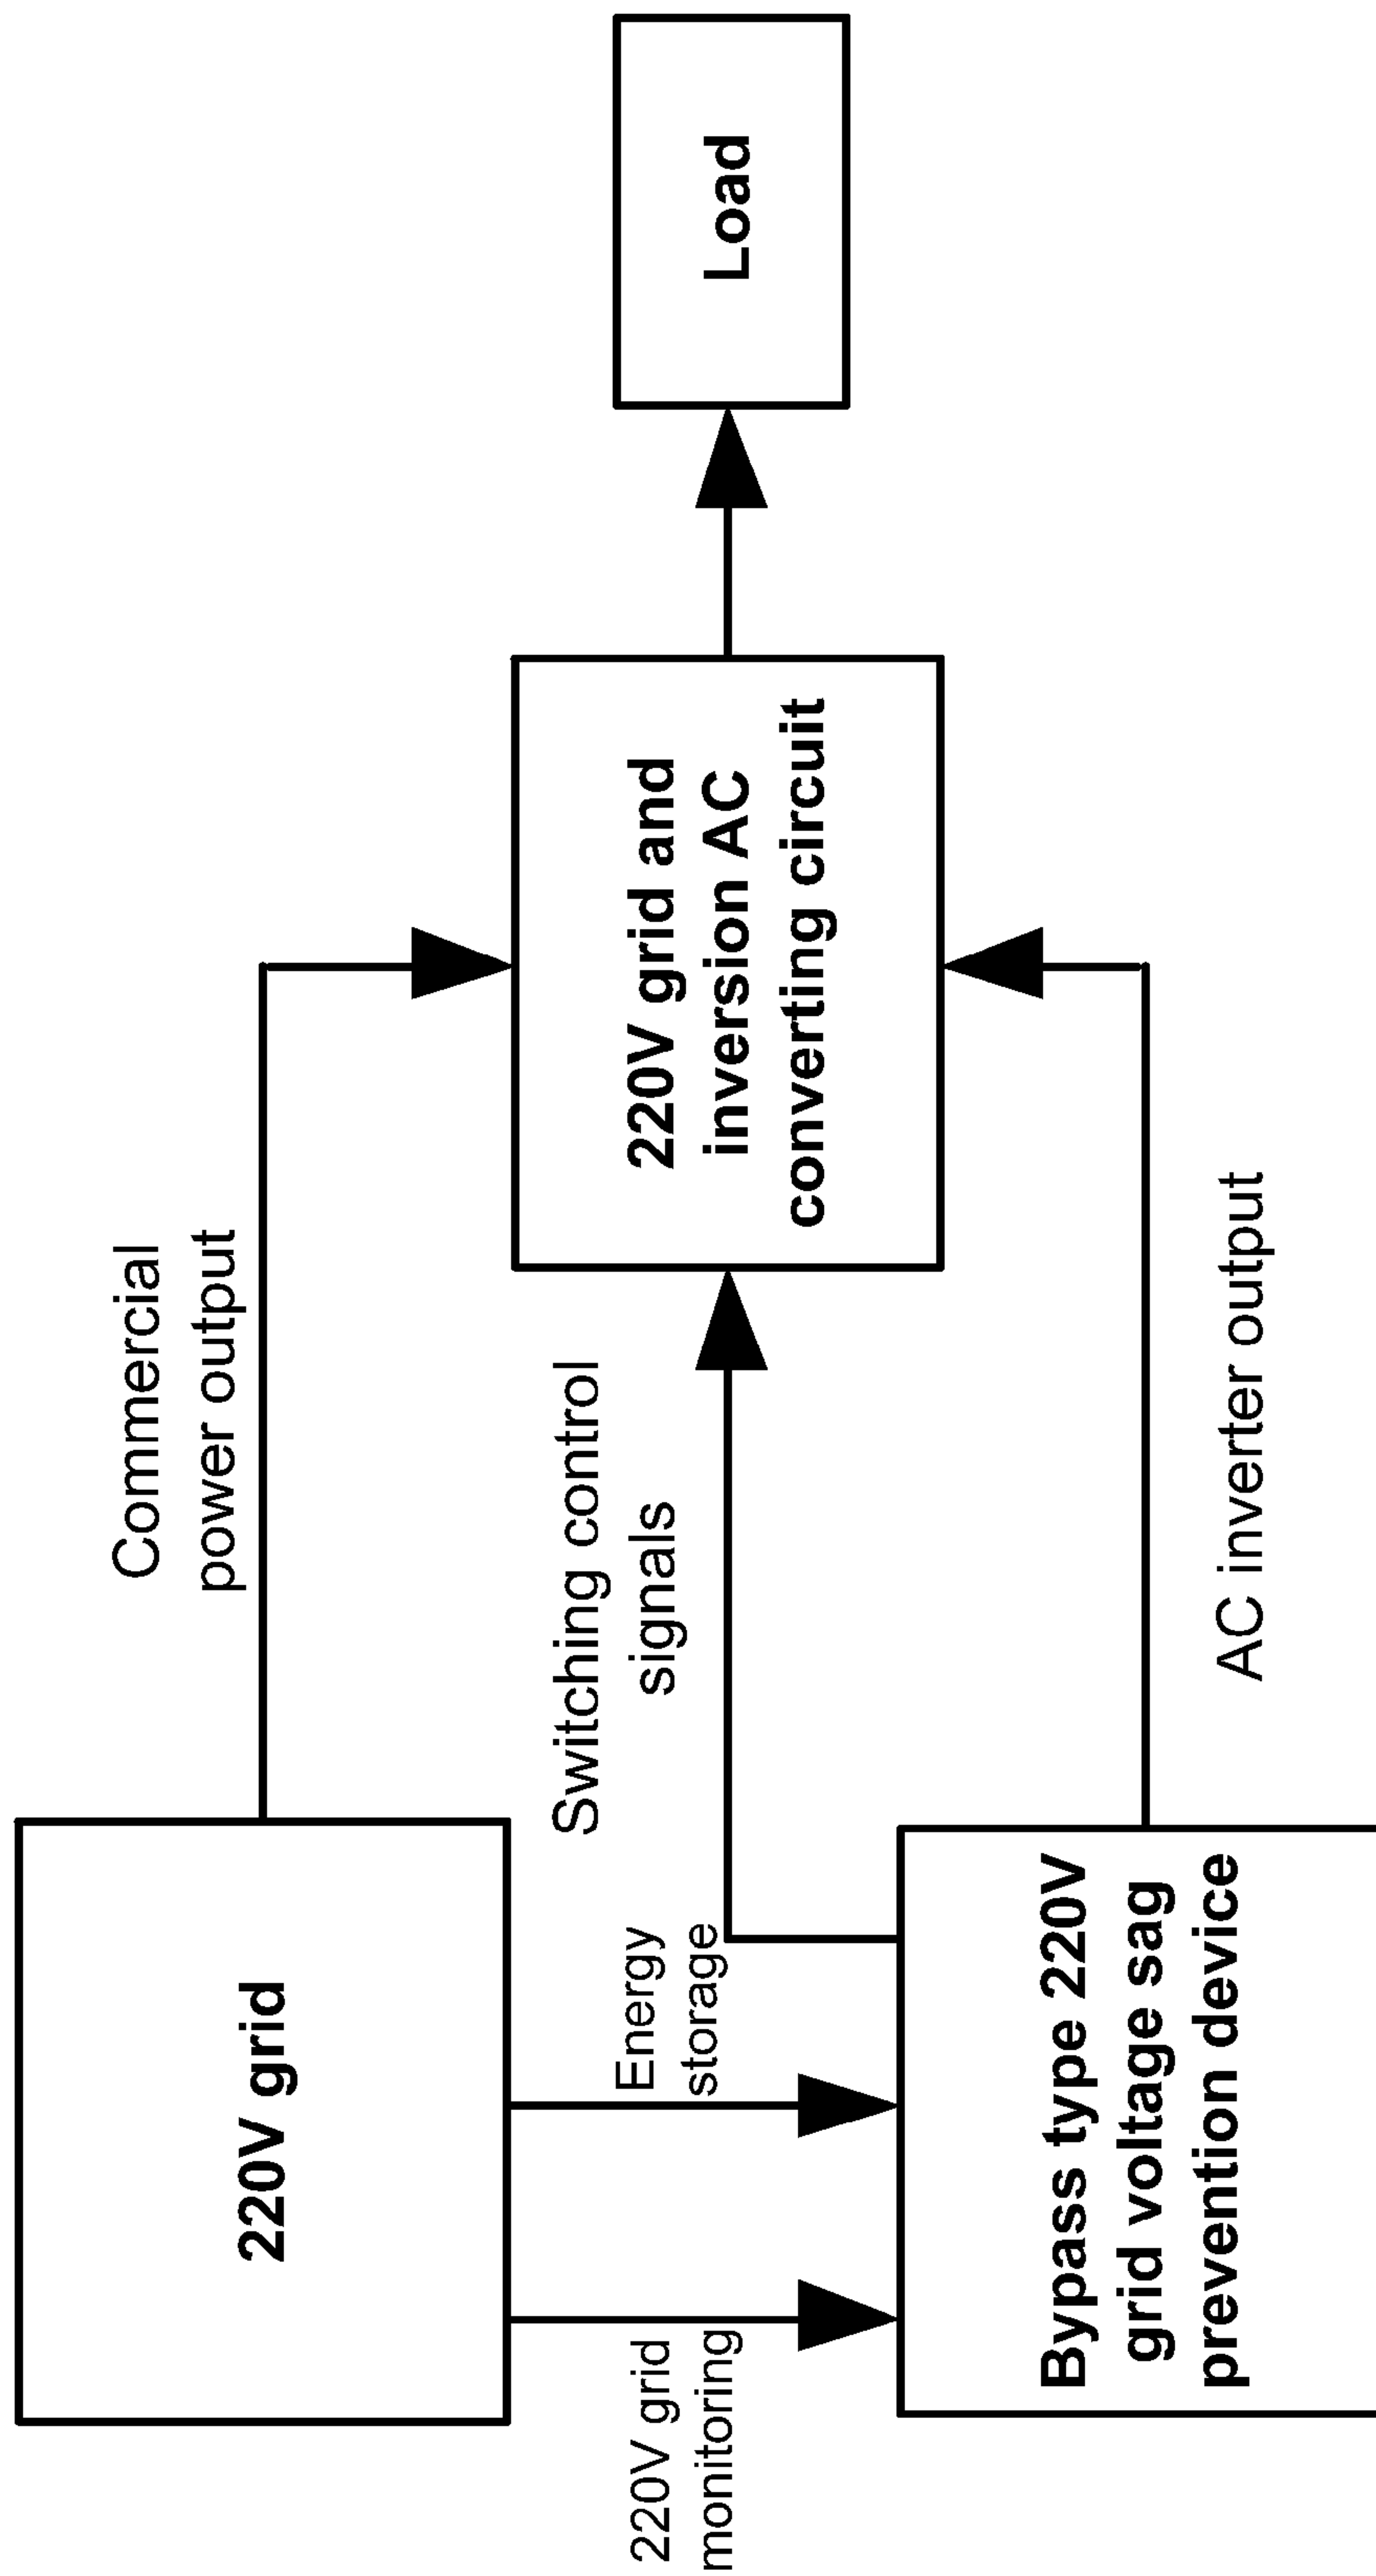 220V grid
Commercial
power output
220V grid
monitoring
Energy
storage
Switching control
signals
220V grid and
inversion AC
converting circuit
Load
Bypass type 220V
grid voltage sag
prevention device
AC inverter output